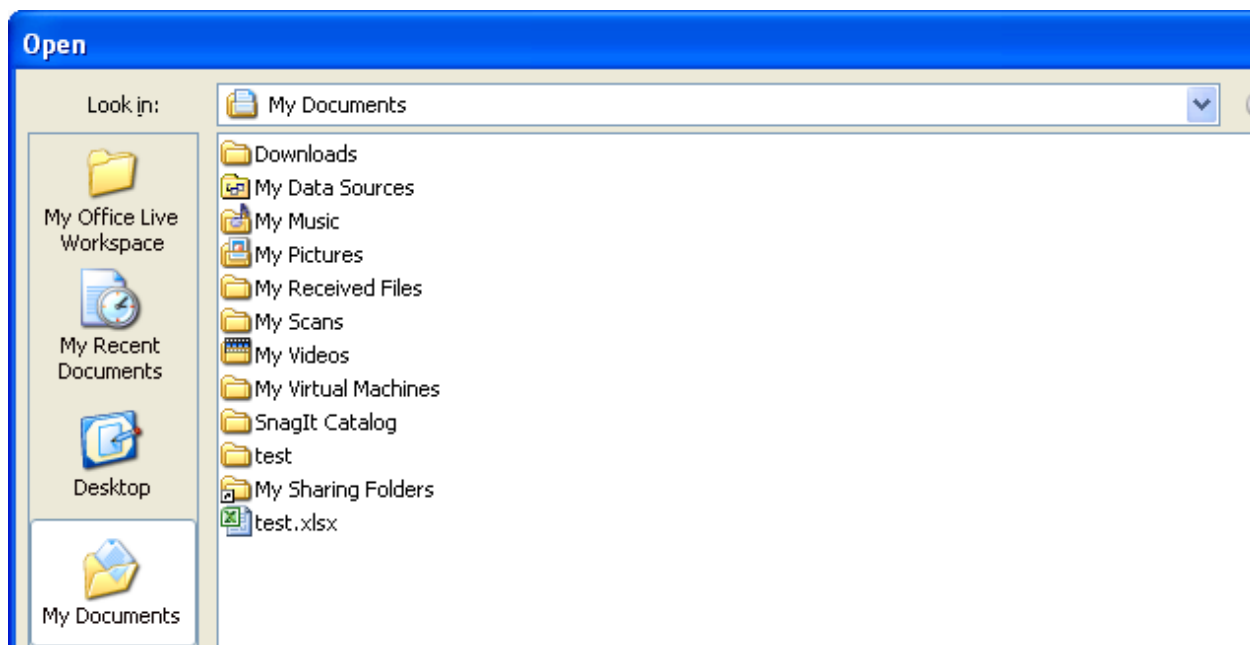 Open
Look in:
My Documents
My Office Live
Workspace
My Recent
Documents
Desktop
My Documents
Downloads
My Data Sources
My Music
My Pictures
My Received Files
My Scans
My Videos
My Virtual Machines
SnagIt Catalog
test
My Sharing Folders
test.xlsx